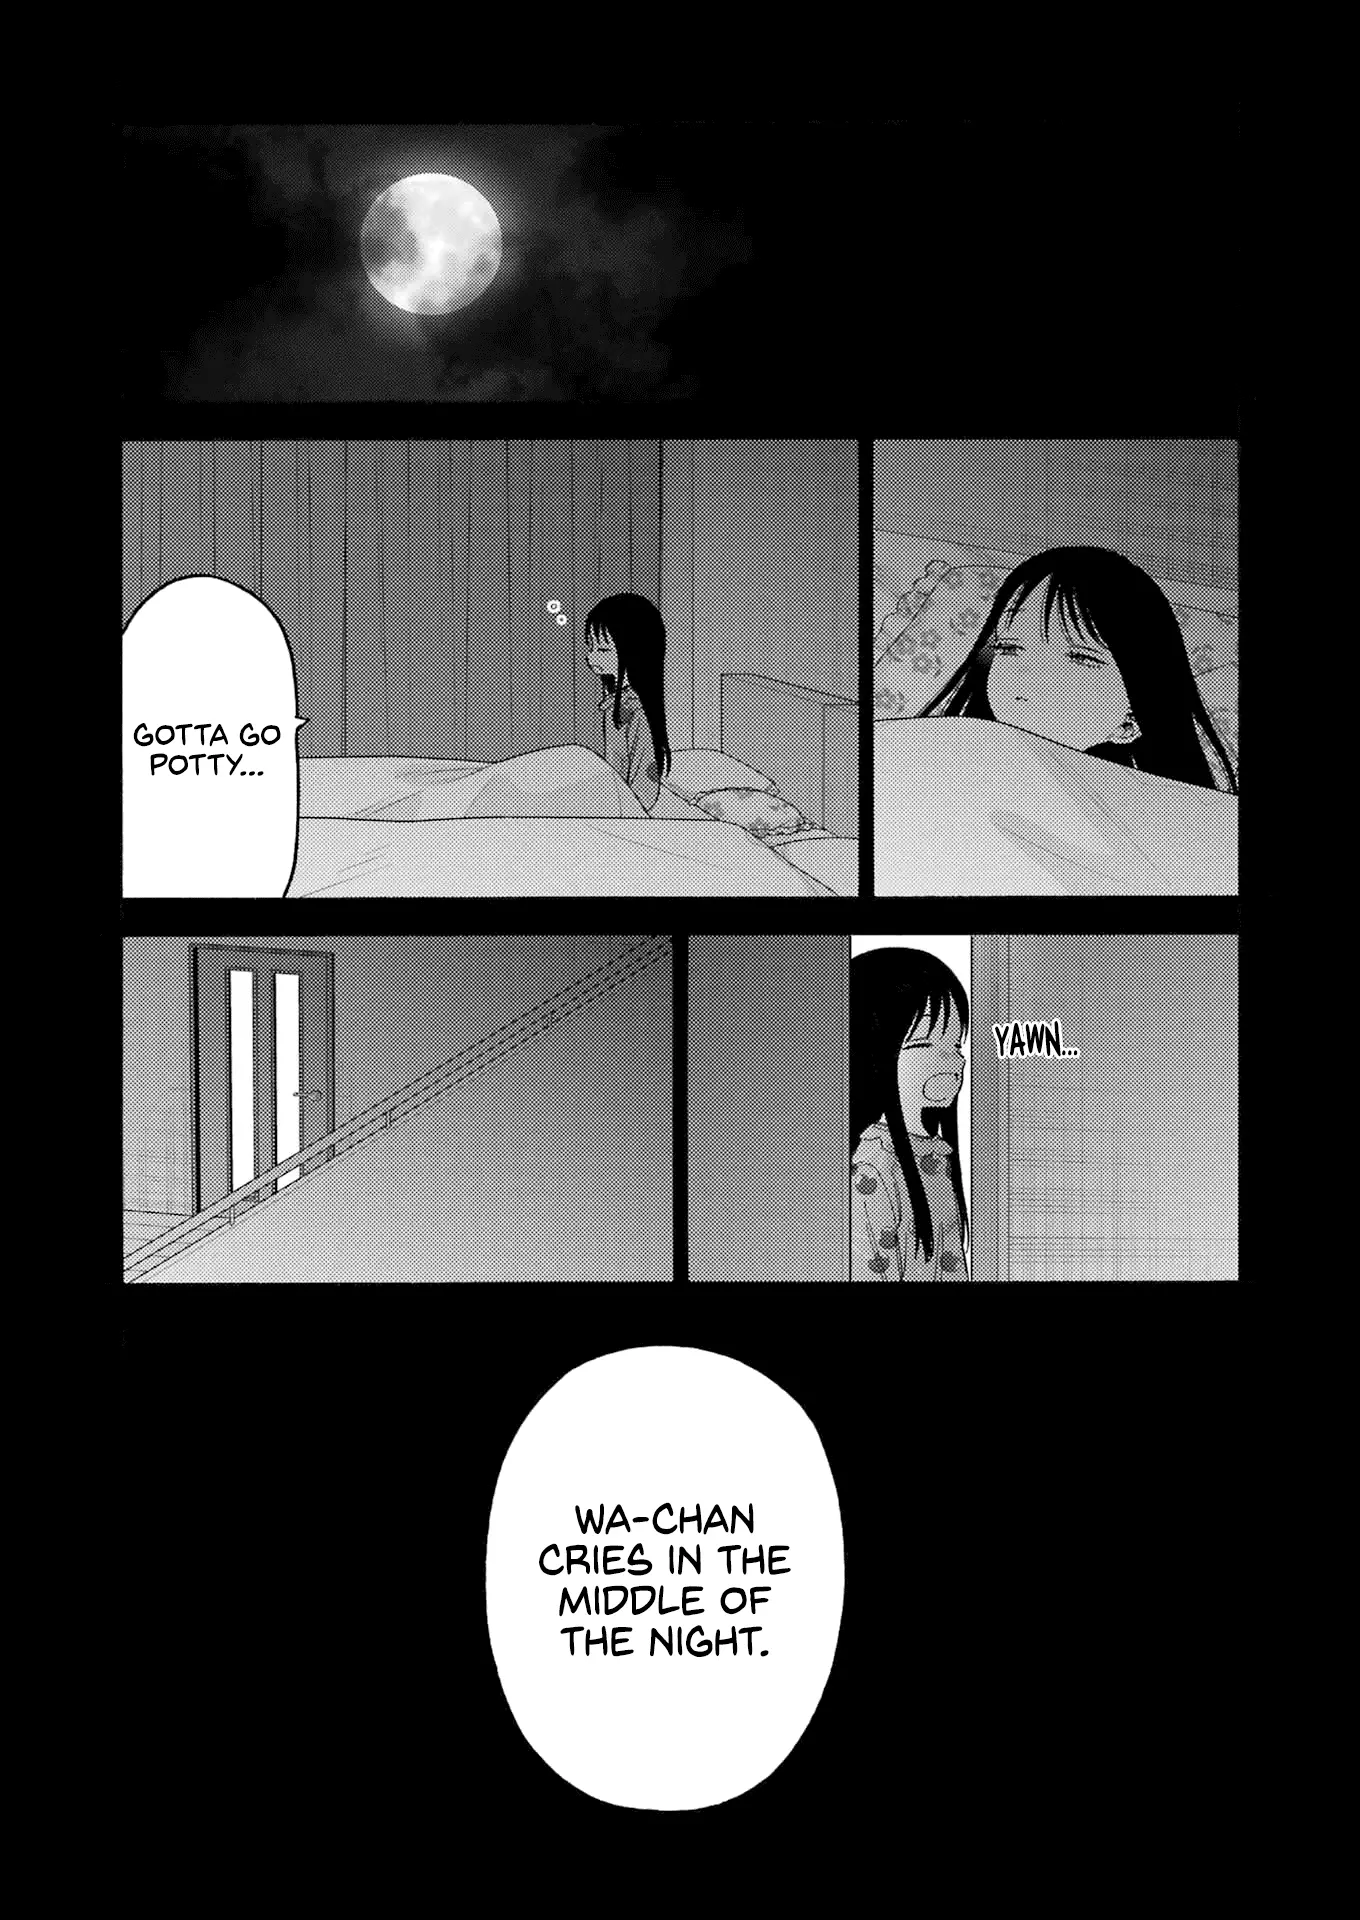 GOTTA GO
POTTY...
YAWN...
WA-CHAN
CRIES IN THE
MIDDLE OF
THE NIGHT.